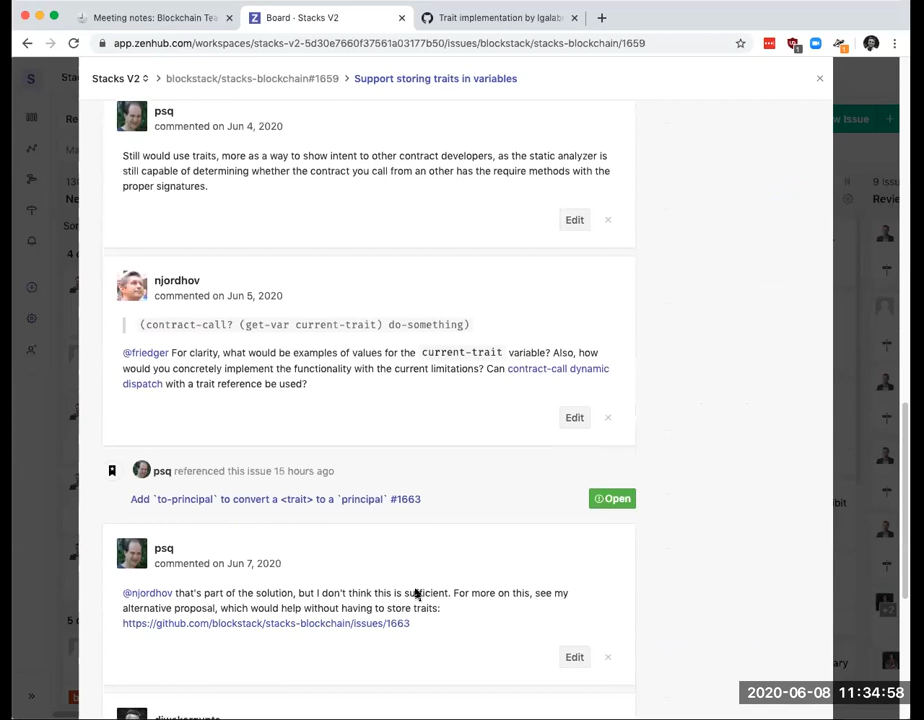 Meeting notes: Blockchain Tea
Board - Stacks V2
Trait implementation by lgalab
app.zenhub.com/workspaces/stacks-v2-5d30e7660f37561a03177b50/issues/blockstack/stacks-blockchain/1659
Stacks V2 > blockstack/stacks-blockchain#1659 > Support storing traits in variables
psq
commented on Jun 4, 2020
Still would use traits, more as a way to show intent to other contract developers, as the static analyzer is
still capable of determining whether the contract you call from an other has the require methods with the
proper signatures.
Edit
njordhov
commented on Jun 5, 2020
(contract-call? (get-var current-trait) do-something)
@friedger For clarity, what would be examples of values for the current-trait variable? Also, how
would you concretely implement the functionality with the current limitations? Can contract-call dynamic
dispatch with a trait reference be used?
Edit
psq referenced this issue 15 hours ago
Add `to-principal` to convert a <trait> to a `principal` #1663
Open
psq
commented on Jun 7, 2020
@njordhov that's part of the solution, but I don't think this is sufficient. For more on this, see my
alternative proposal, which would help without having to store traits:
https://github.com/blockstack/stacks-blockchain/issues/1663
Edit
w Issue
9 Issu
Revie
+2
2020-06-08 11:34:58